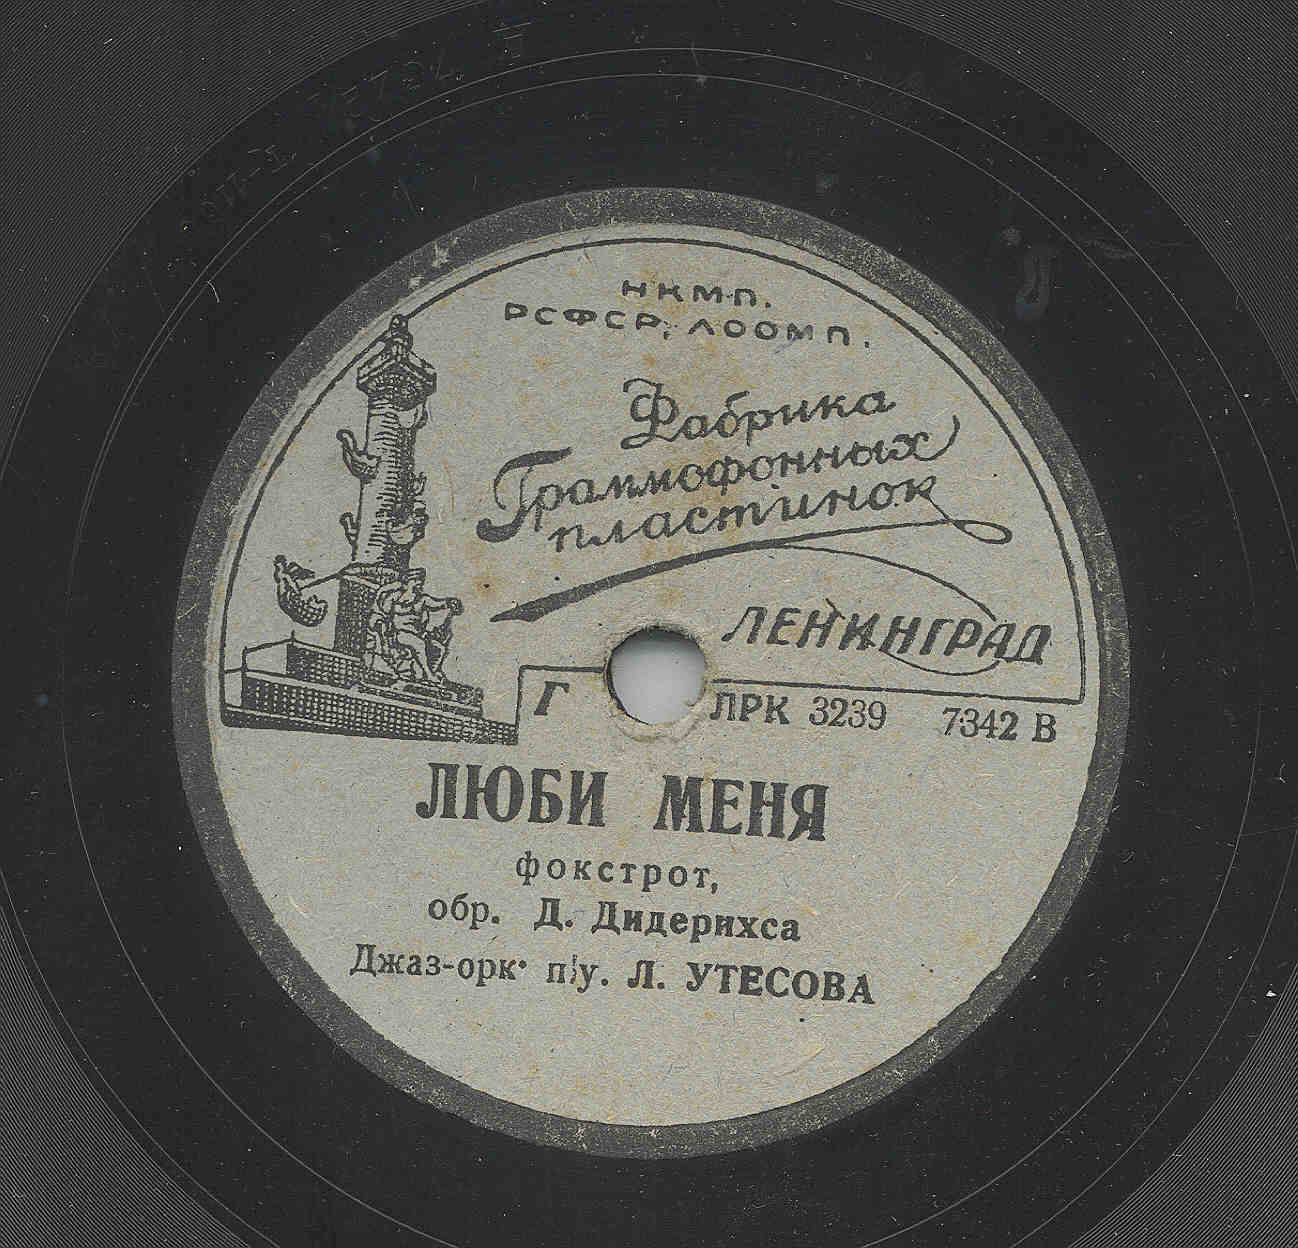 НКМП.
РСФСР, ЛООМП.
Фабрика
Граммофонных
пластинок
ЛЕНИНГРАД
Г ЛРК 3239 7342 В
ЛЮБИ МЕНЯ
фокстрот,
обр. Д. Дидерихса
Джаз-орк. п/у. Л. УТЕСОВА